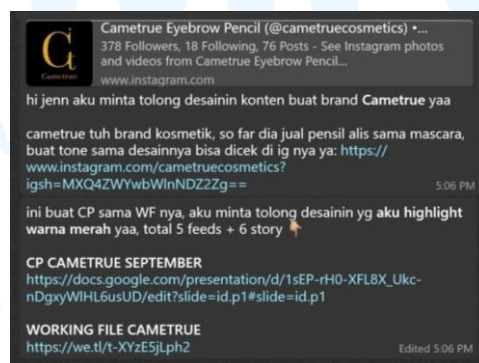 Cametrue Eyebrow Pencil (@cametruecosmetics) •...
378 Followers, 18 Following, 76 Posts - See Instagram photos
and videos from Cametrue Eyebrow Pencil...
Ct
Cametrue
www.instagram.com
hi jenn aku minta tolong desainin konten buat brand Cametrue yaa
cametrue tuh brand kosmetik, so far dia jual pensil alis sama mascara,
buat tone sama desainnya bisa dicek di ig nya ya: https://
www.instagram.com/cametruecosmetics?
igsh=MXQ4ZWYwbWlnNDZ2Zg==
5:06 PM
ini buat CP sama WF nya, aku minta tolong desainin yg aku highlight
warna merah yaa, total 5 feeds + 6 story 👇🏼
CP CAMETRUE SEPTEMBER
https://docs.google.com/presentation/d/1sEP-rH0-XFL8X_Ukc-
nDgxyWlHL6usUD/edit?slide=id.p1#slide=id.p1
WORKING FILE CAMETRUE
https://we.tl/t-XYzE5jLph2
Edited 5:06 PM